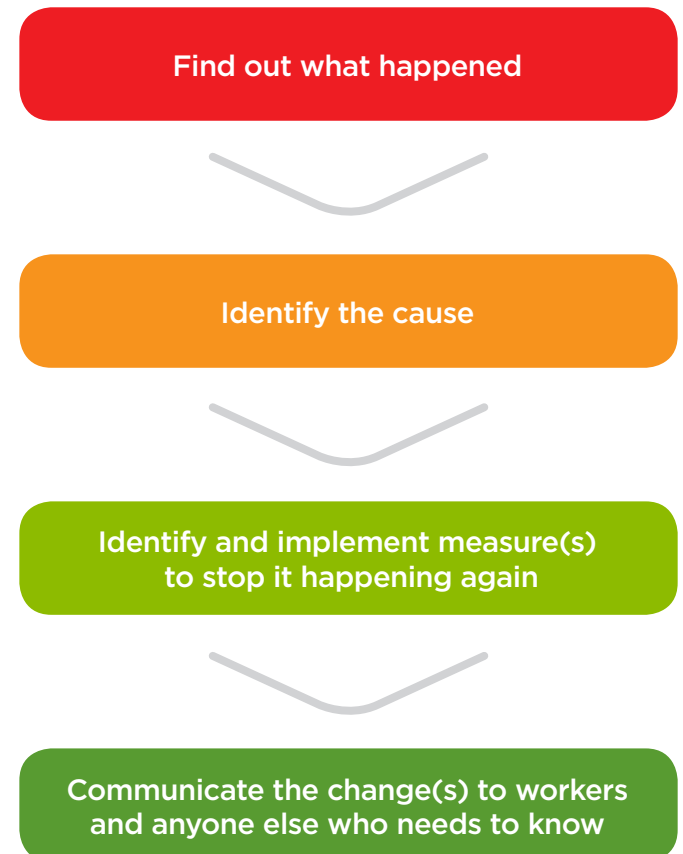 Find out what happened
Identify the cause
Identify and implement measure(s)
to stop it happening again
Communicate the change(s) to workers
and anyone else who needs to know